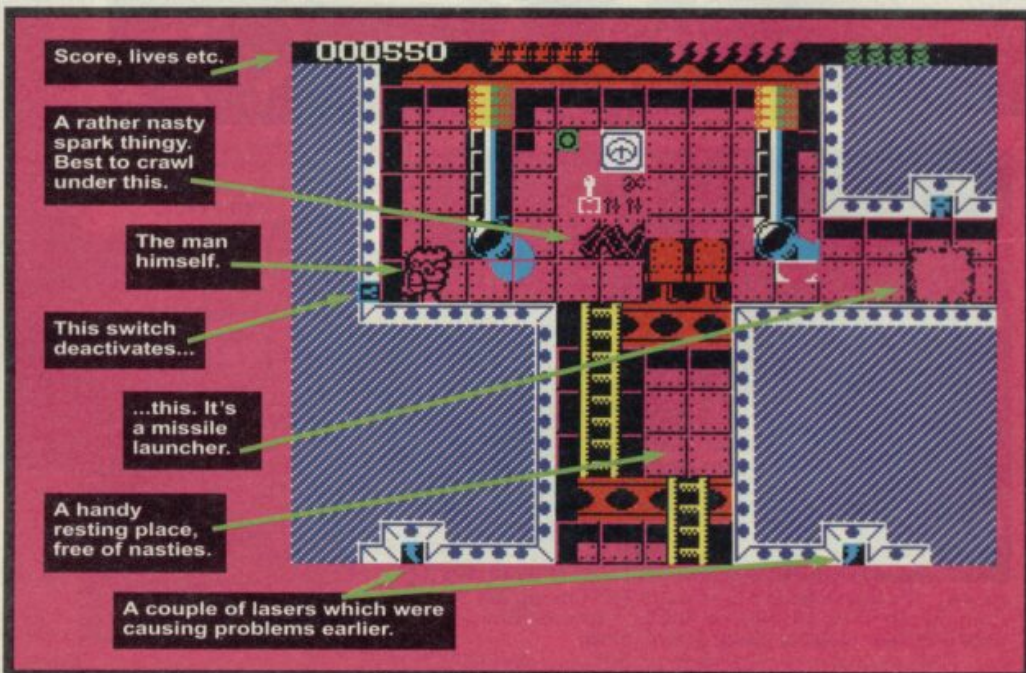 Score, lives etc.
000550
A rather nasty
spark thingy.
Best to crawl
under this.
The man
himself.
This switch
deactivates...
...this. It's
a missile
launcher.
A handy
resting place,
free of nasties.
A couple of lasers which were
causing problems earlier.